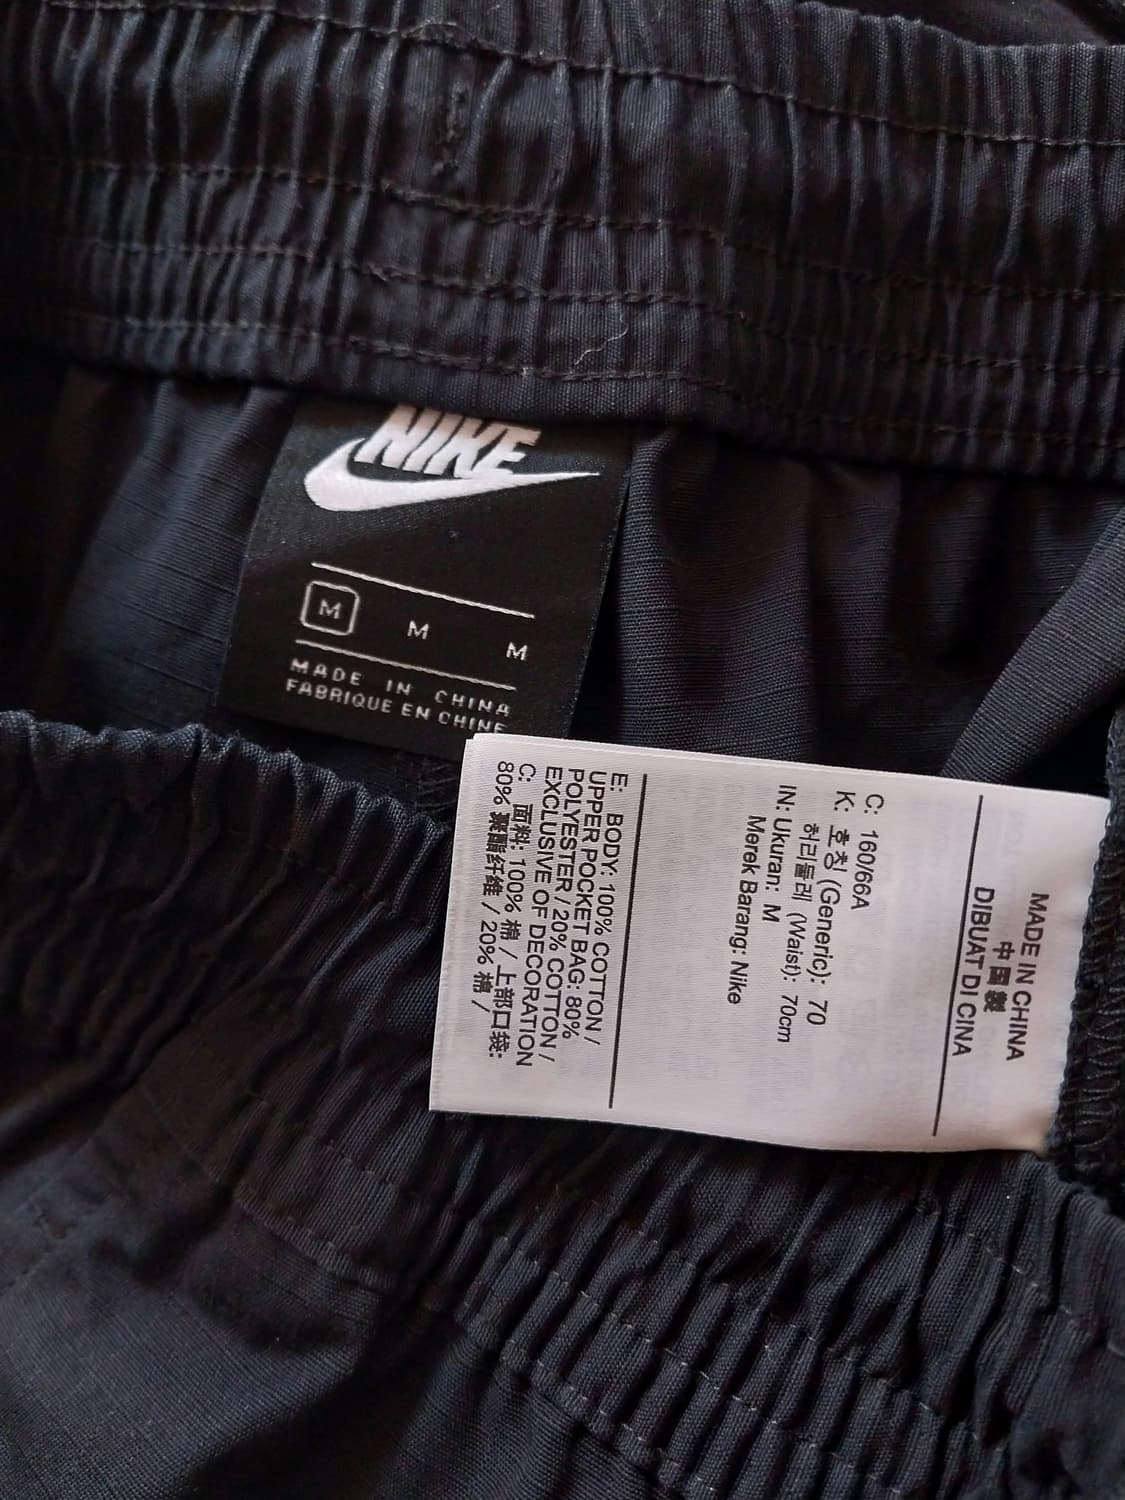 NIKE
M M M
MADE IN CHINA
FABRIQUE EN CHINE
MADE IN CHINA
中國製
DIBUAT DI CINA
C: 160/66A
K: 호칭 (Generic): 70
허리둘레 (Waist): 70cm
IN: Ukuran: M
Merek Barang: Nike
E: BODY: 100% COTTON /
UPPER POCKET BAG: 80%
POLYESTER / 20% COTTON /
EXCLUSIVE OF DECORATION
C: 面料: 100% 棉 / 上部口袋:
80% 聚酯纤维 / 20% 棉 /